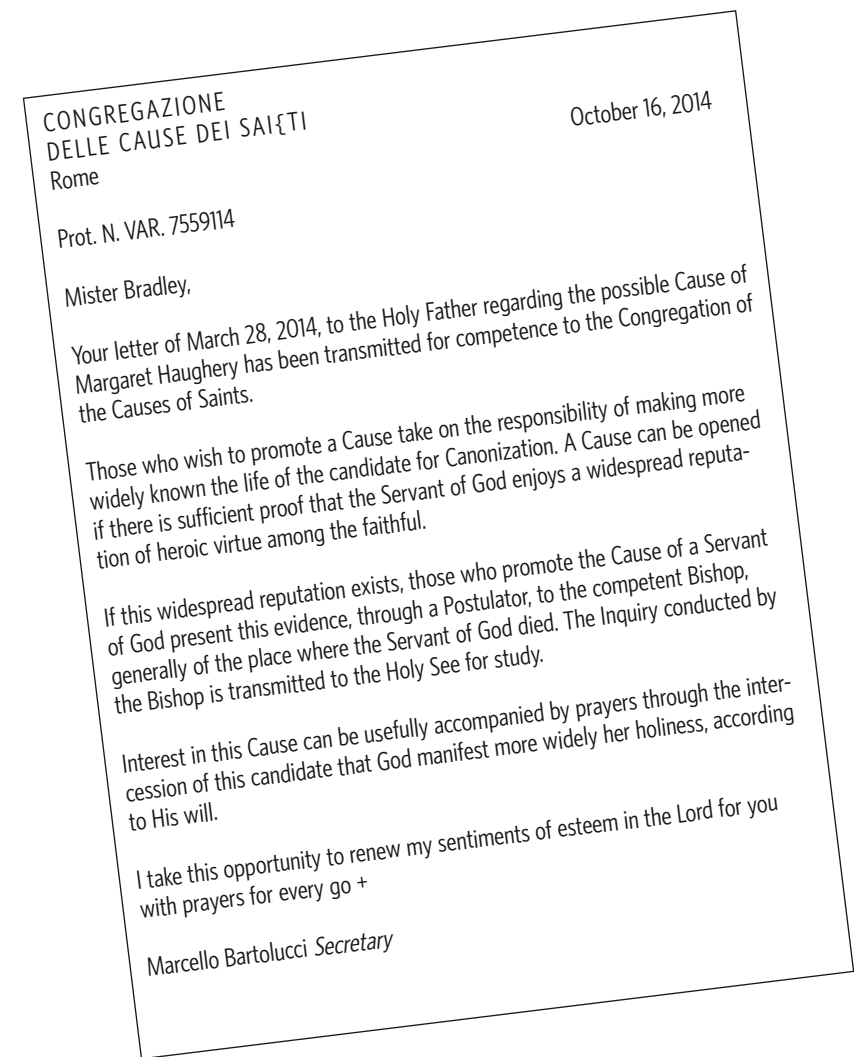 CONGREGAZIONE
DELLE CAUSE DEI SAI{TI
Rome
October 16, 2014
Prot. N. VAR. 7559114
Mister Bradley,
Your letter of March 28, 2014, to the Holy Father regarding the possible Cause of
Margaret Haughery has been transmitted for competence to the Congregation of
the Causes of Saints.
Those who wish to promote a Cause take on the responsibility of making more
widely known the life of the candidate for Canonization. A Cause can be opened
if there is sufficient proof that the Servant of God enjoys a widespread reputa-
tion of heroic virtue among the faithful.
If this widespread reputation exists, those who promote the Cause of a Servant
of God present this evidence, through a Postulator, to the competent Bishop,
generally of the place where the Servant of God died. The Inquiry conducted by
the Bishop is transmitted to the Holy See for study.
Interest in this Cause can be usefully accompanied by prayers through the inter-
cession of this candidate that God manifest more widely her holiness, according
to His will.
I take this opportunity to renew my sentiments of esteem in the Lord for you
with prayers for every go +
Marcello Bartolucci Secretary